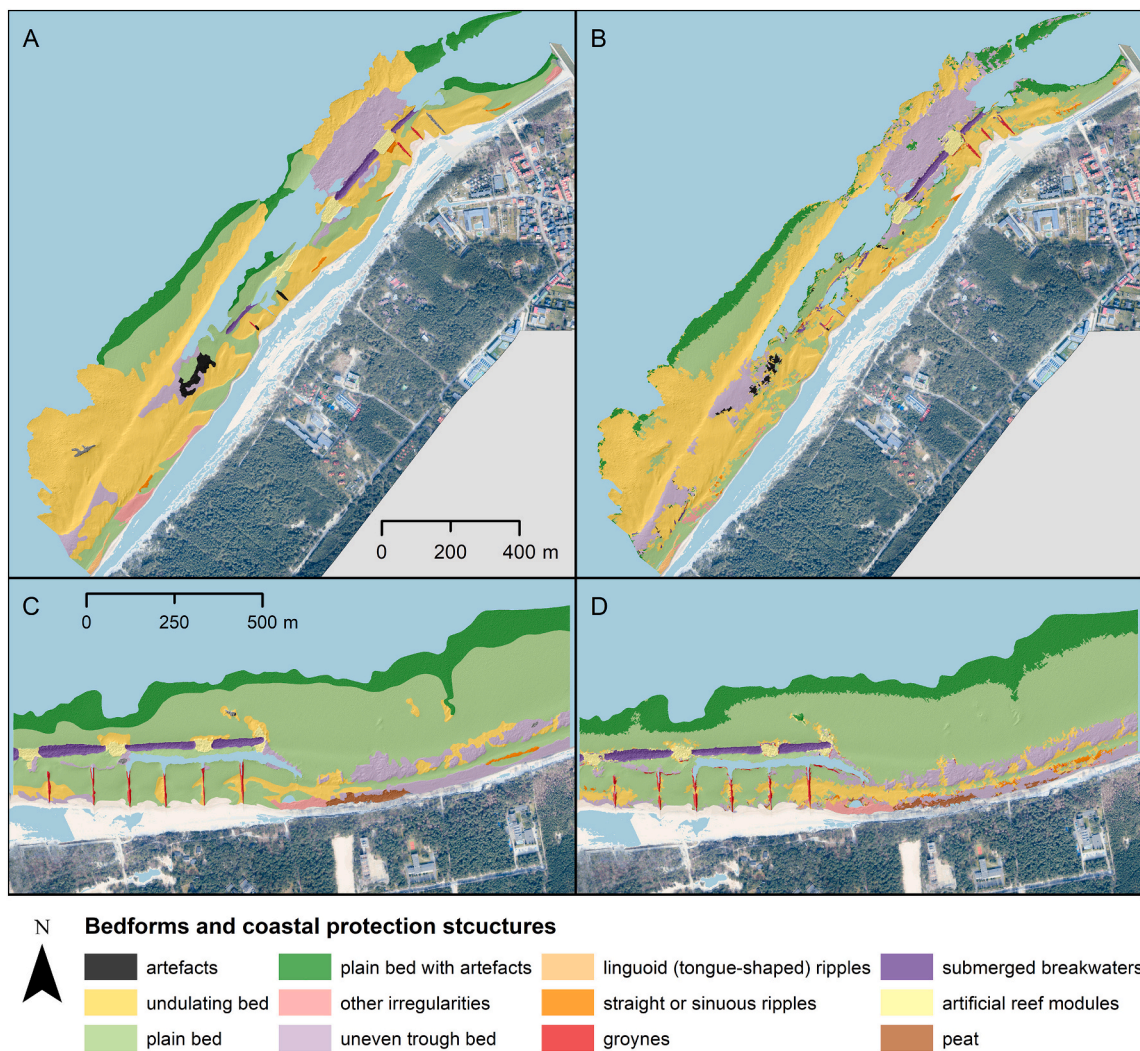 A
B
0 200 400 m
C
0 250 500 m
D
N
Bedforms and coastal protection stcuctures
artefacts
plain bed with artefacts
linguoid (tongue-shaped) ripples
submerged breakwaters
undulating bed
other irregularities
straight or sinuous ripples
artificial reef modules
plain bed
uneven trough bed
groynes
peat